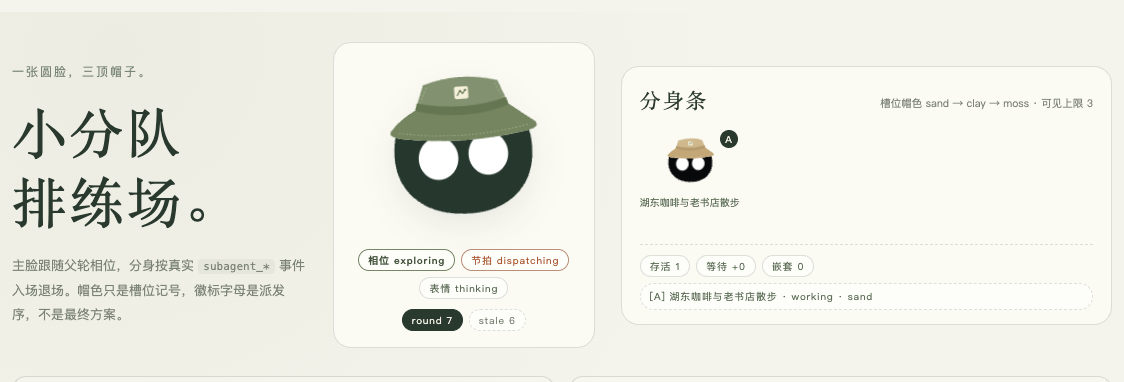 一张圆脸，三顶帽子。
小分队
排练场。
主脸跟随父轮相位，分身按真实 subagent_* 事件
入场退场。帽色只是槽位记号，徽标字母是派发
序，不是最终方案。
相位 exploring
节拍 dispatching
表情 thinking
round 7
stale 6
分身条
槽位帽色 sand → clay → moss · 可见上限 3
A
湖东咖啡与老书店散步
存活 1
等待 +0
嵌套 0
[A] 湖东咖啡与老书店散步 · working · sand